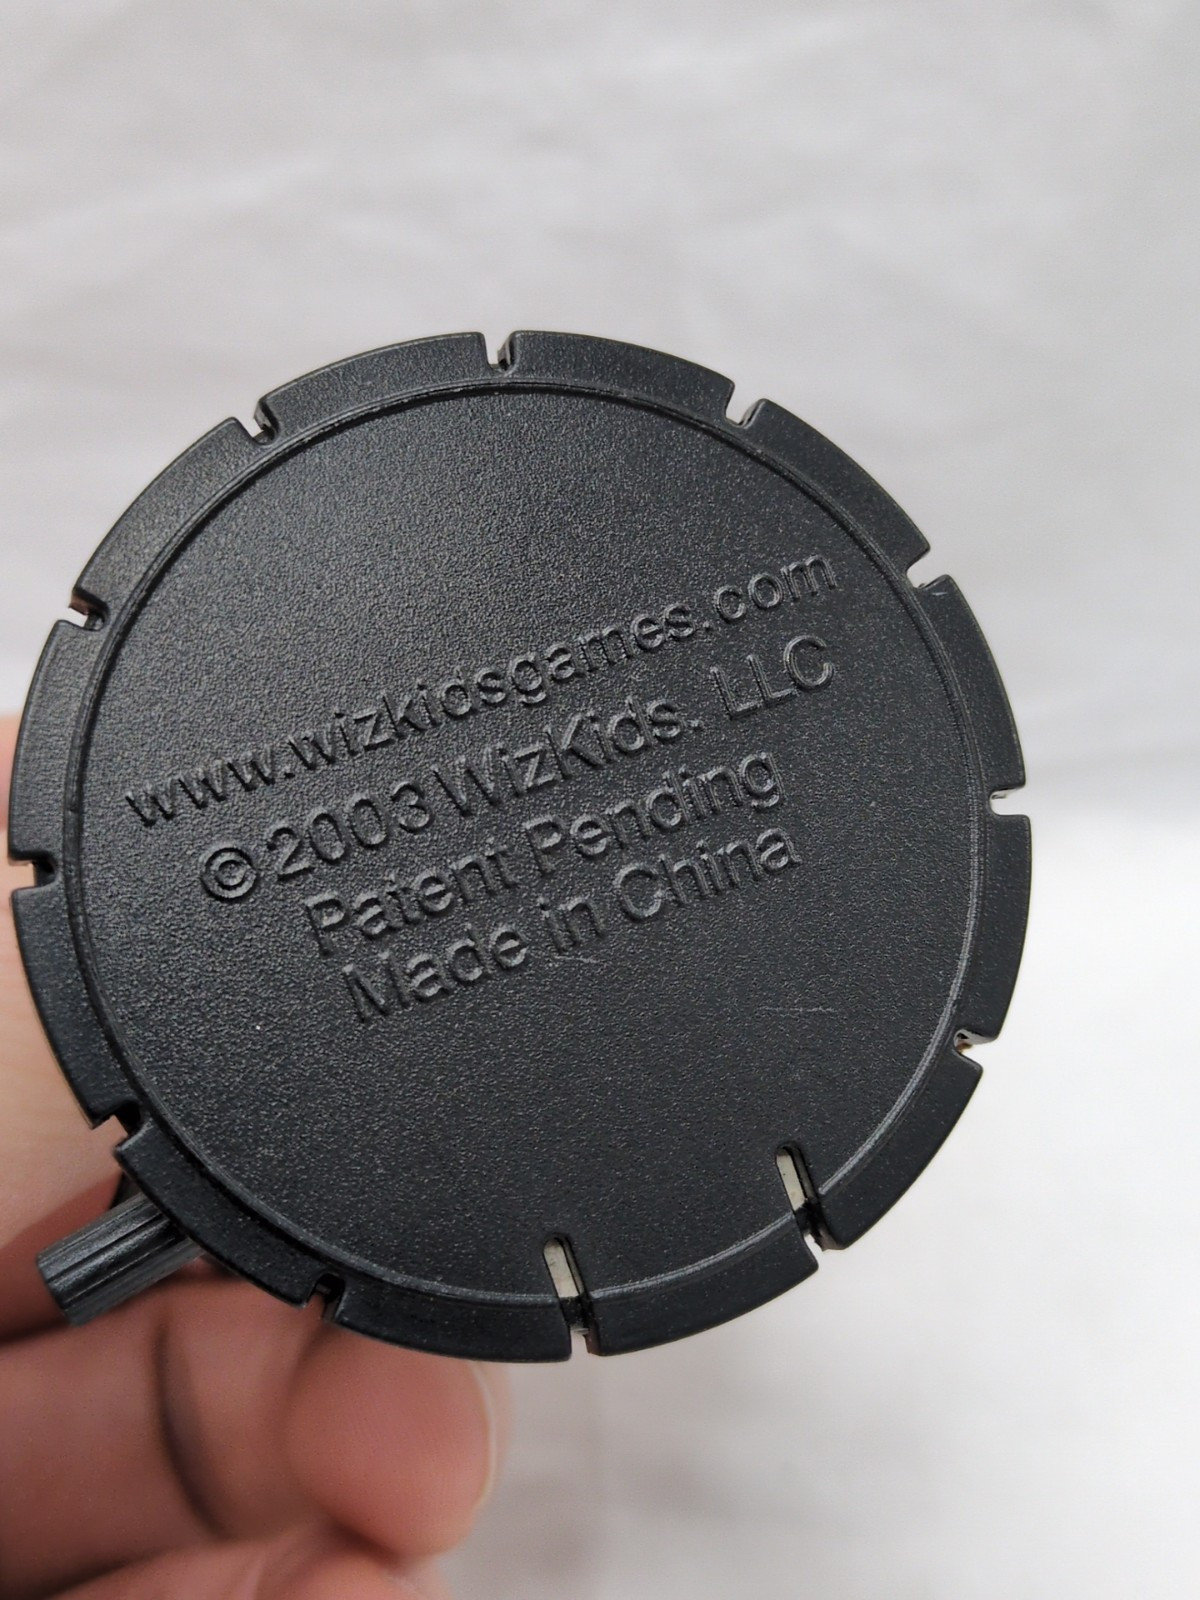 www.wizkidsgames.com
© 2003 WizKids. LLC
Patent Pending
Made in China